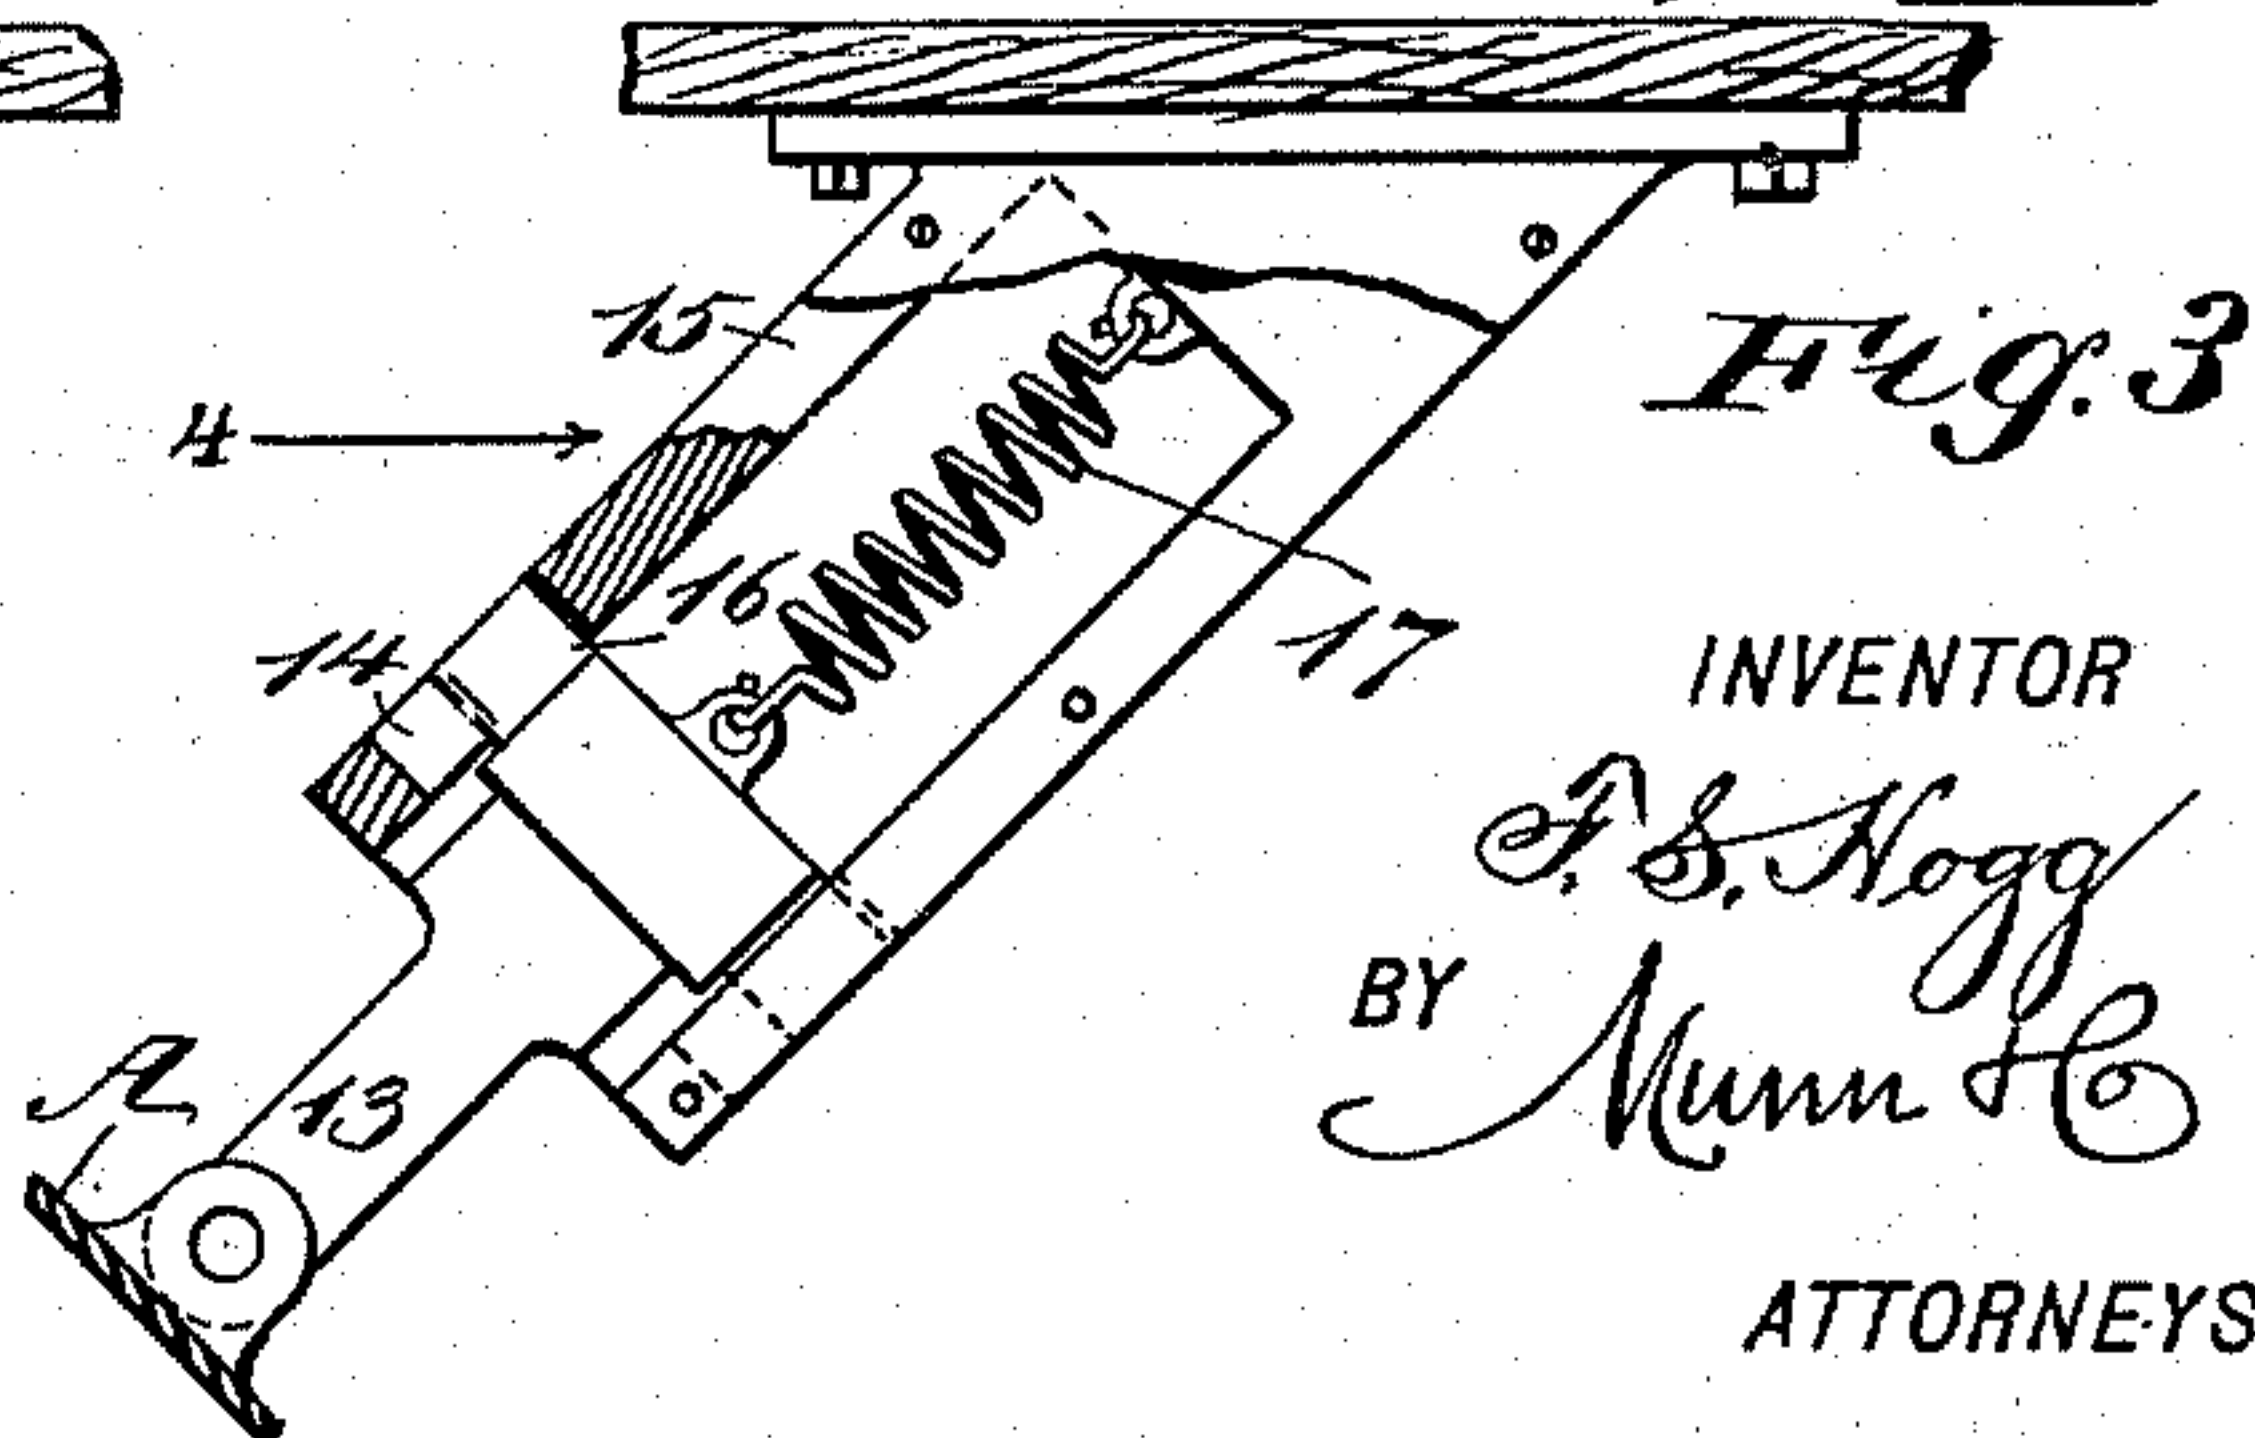 15
Fig. 3
4
16
14
17
INVENTOR
F. S. Hogg
BY
Munn & Co
A
13
ATTORNEYS